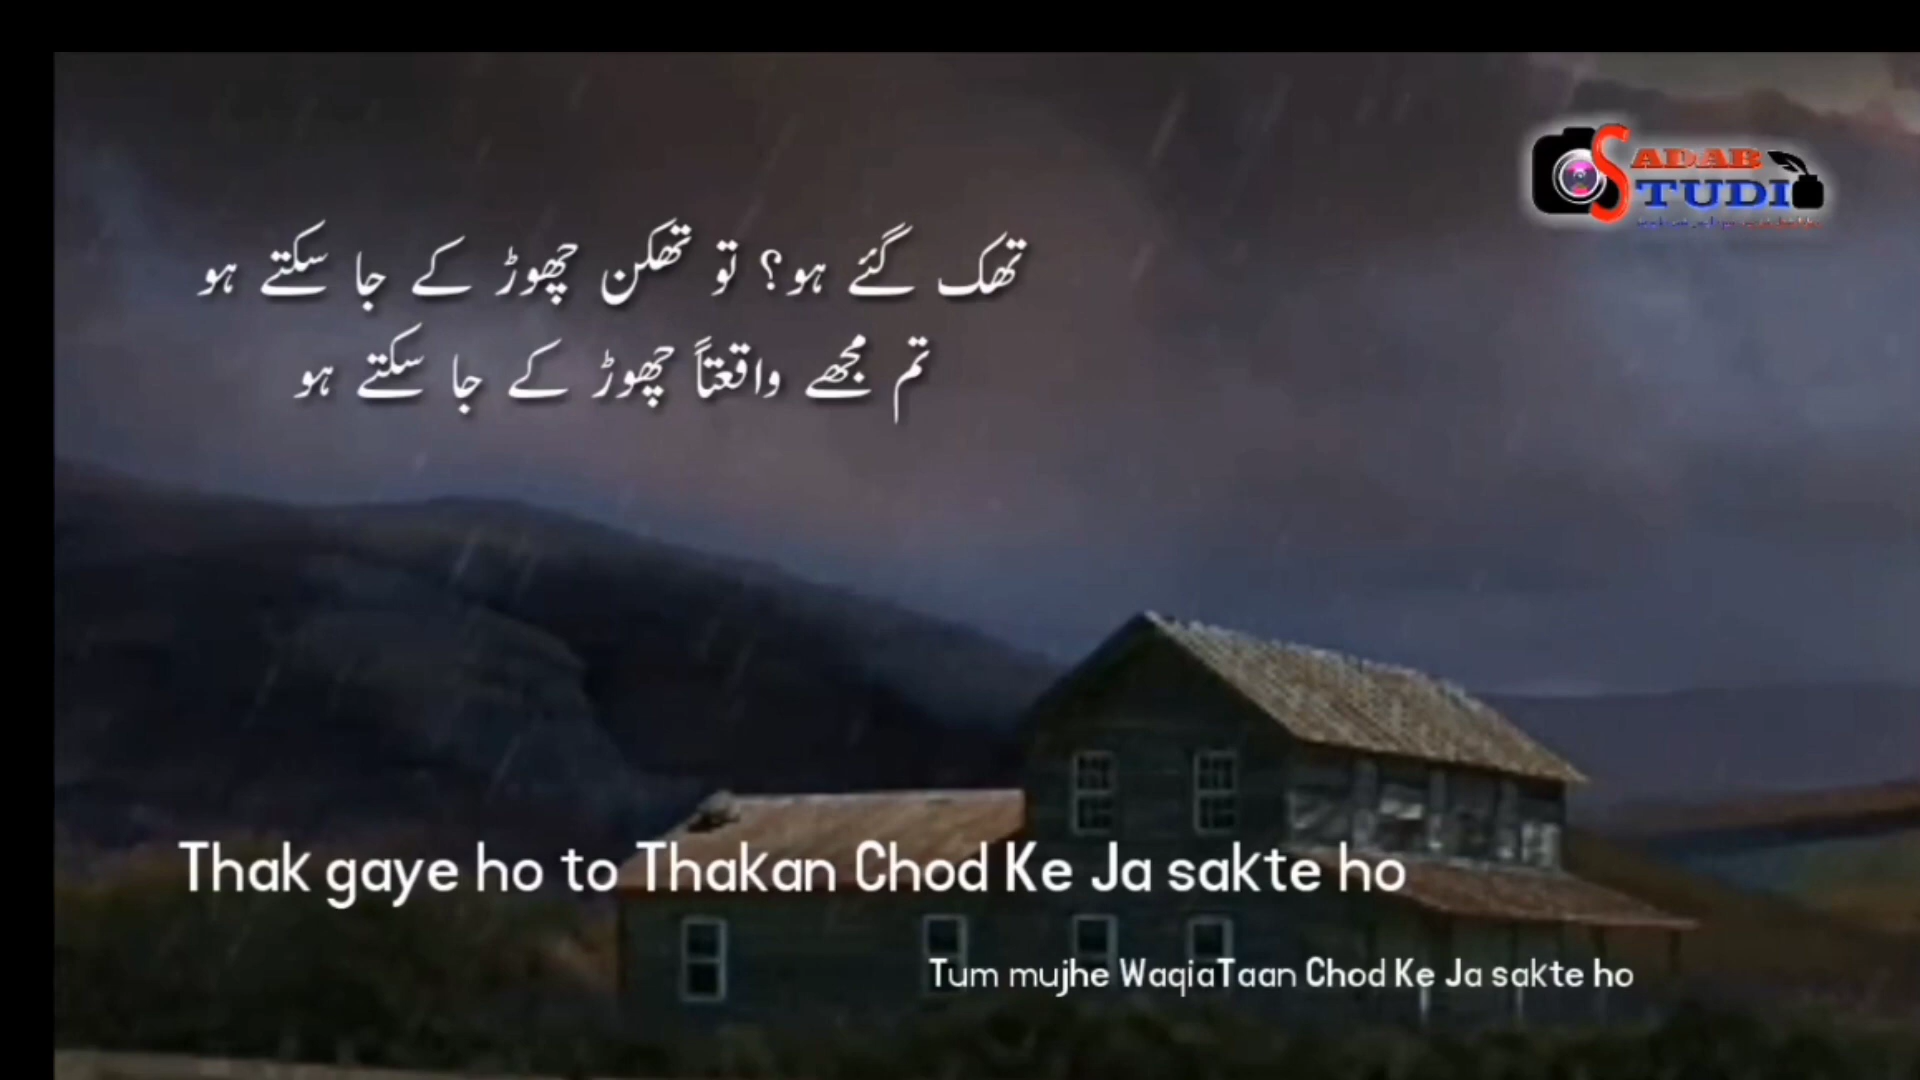 تھک گئے ہو؟ تو تھکن چھوڑ کے جا سکتے ہو
تم مجھے واقعتاً چھوڑ کے جا سکتے ہو
SADAB
STUDIO
Thak gaye ho to Thakan Chod Ke Ja sakte ho
Tum mujhe WaqiaTaan Chod Ke Ja sakte ho